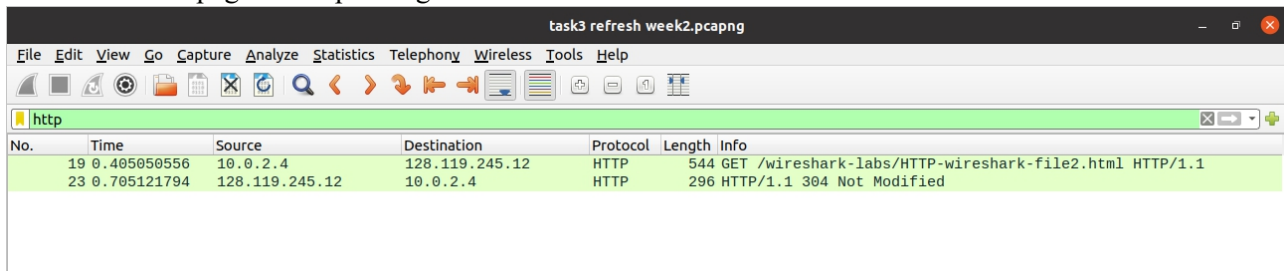 task3 refresh week2.pcapng
File Edit View Go Capture Analyze Statistics Telephony Wireless Tools Help
http
No. Time Source Destination Protocol Length Info
19 0.405050556 10.0.2.4 128.119.245.12 HTTP 544 GET /wireshark-labs/HTTP-wireshark-file2.html HTTP/1.1
23 0.705121794 128.119.245.12 10.0.2.4 HTTP 296 HTTP/1.1 304 Not Modified